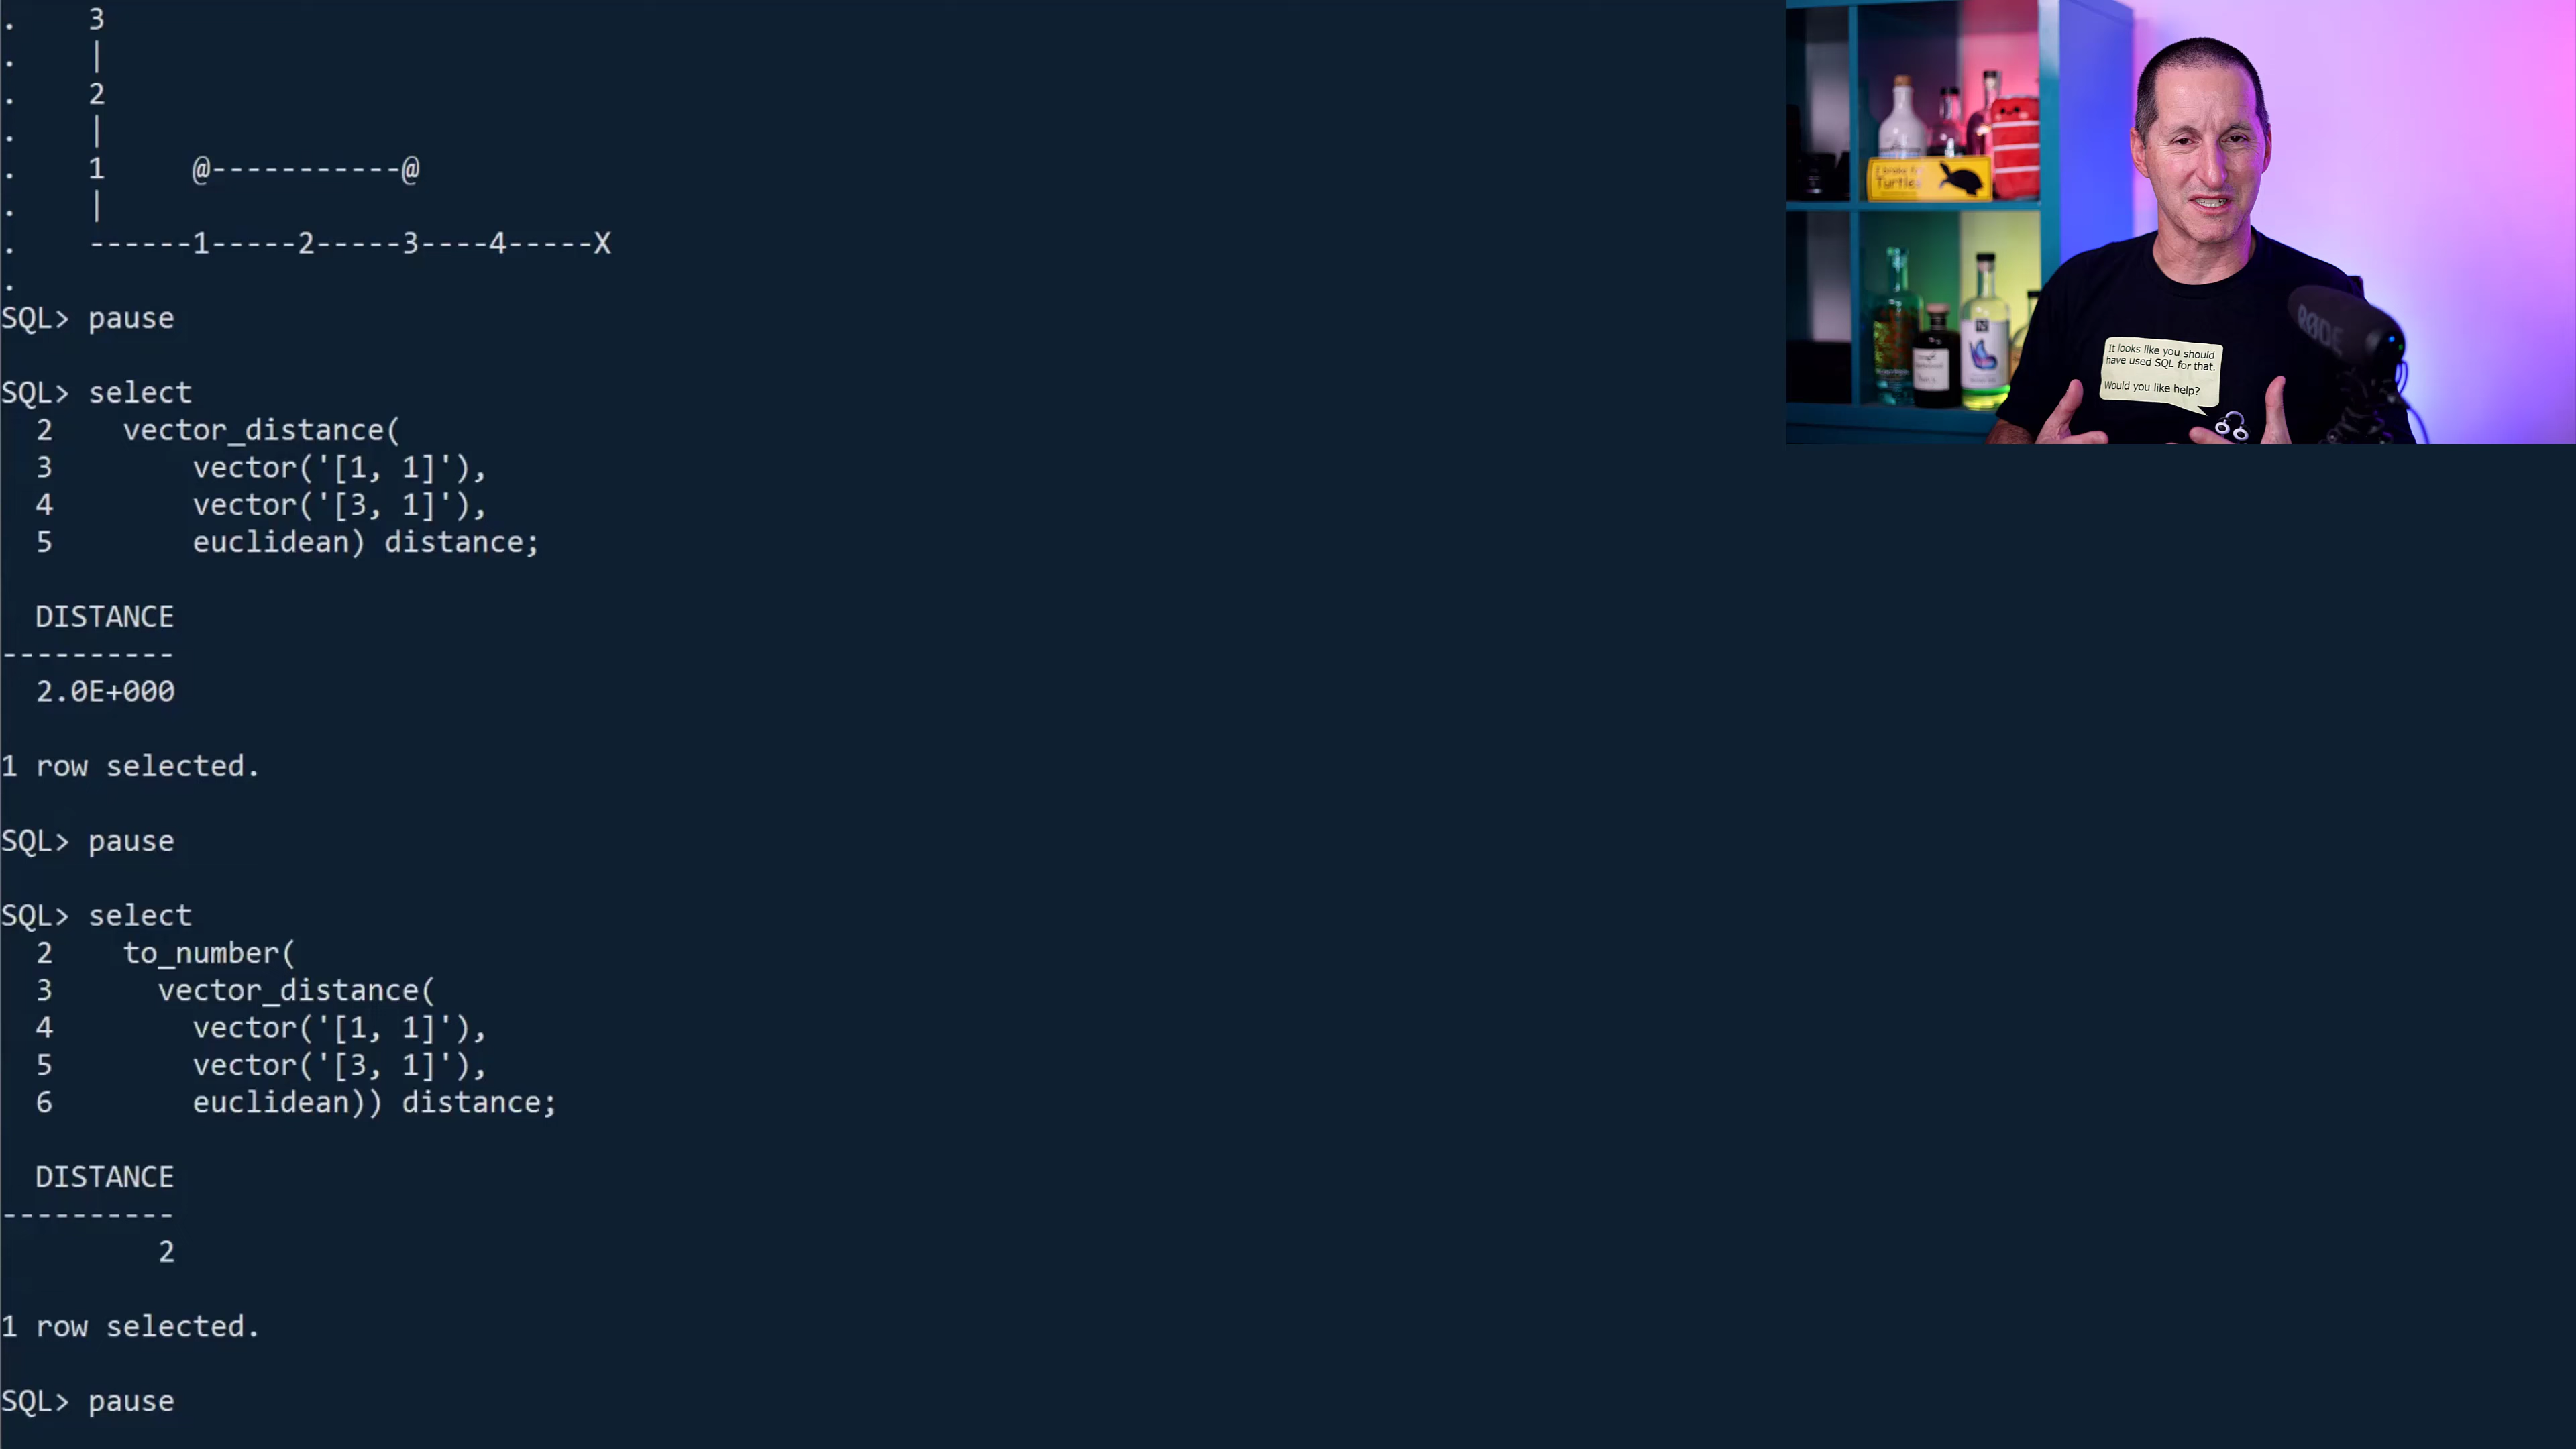 .    3
.    |
.    2
.    |
.    1     @-----------@
.    |
.    ------1-----2-----3----4-----X
.
SQL> pause
SQL> select
  2    vector_distance(
  3        vector('[1, 1]'),
  4        vector('[3, 1]'),
  5        euclidean) distance;
  DISTANCE
----------
  2.0E+000
1 row selected.
SQL> pause
SQL> select
  2    to_number(
  3      vector_distance(
  4        vector('[1, 1]'),
  5        vector('[3, 1]'),
  6        euclidean)) distance;
  DISTANCE
----------
         2
1 row selected.
SQL> pause
Turtles
It looks like you should
have used SQL for that.
Would you like help?
RØDE